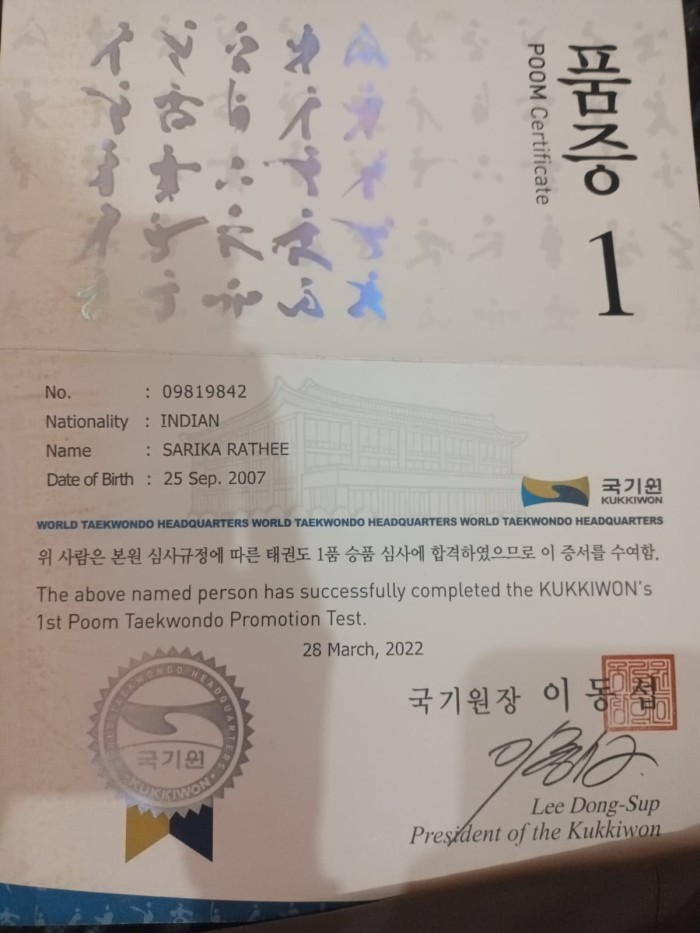 품증 1
POOM Certificate
No. : 09819842
Nationality : INDIAN
Name : SARIKA RATHEE
Date of Birth : 25 Sep. 2007
국기원
KUKKIWON
WORLD TAEKWONDO HEADQUARTERS WORLD TAEKWONDO HEADQUARTERS WORLD TAEKWONDO HEADQUARTERS
위 사람은 본원 심사규정에 따른 태권도 1품 승품 심사에 합격하였으므로 이 증서를 수여함.
The above named person has successfully completed the KUKKIWON's
1st Poom Taekwondo Promotion Test.
28 March, 2022
국기원장 이동섭
Lee Dong-Sup
President of the Kukkiwon
WORLD TAEKWONDO HEADQUARTERS
국기원
KUKKIWON